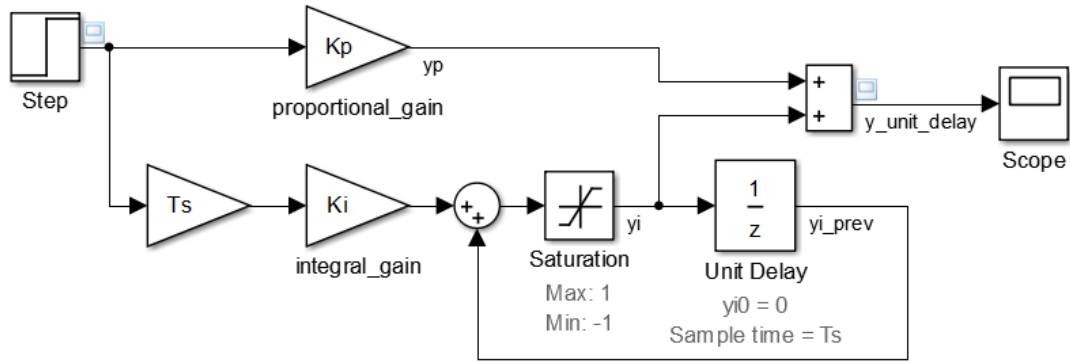 Step
Kp
yp
proportional_gain
+
+
y_unit_delay
Scope
Ts
Ki
integral_gain
+
+
Saturation
Max: 1
Min: -1
yi
1
z
Unit Delay
yi0 = 0
Sample time = Ts
yi_prev